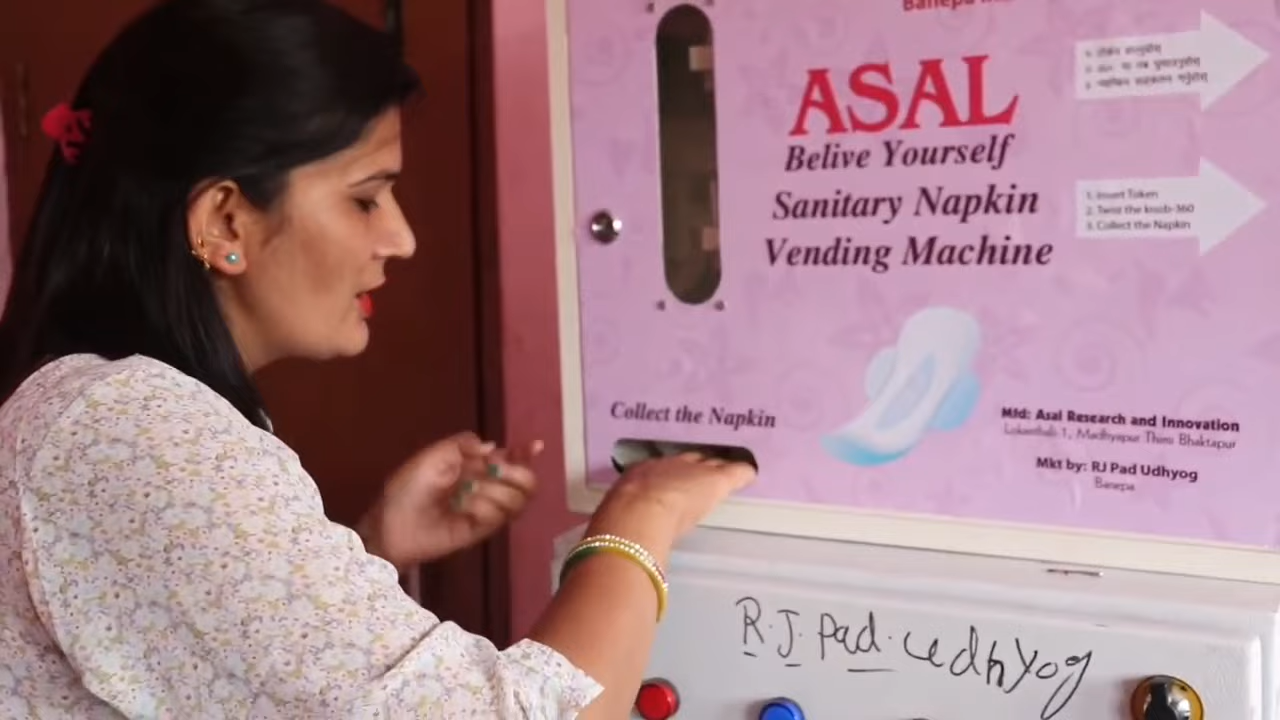 Banepa
ASAL
Belive Yourself
Sanitary Napkin
Vending Machine
1. Insert Token
2. Twist the knob-360
3. Collect the Napkin
Collect the Napkin
Mfd: Asal Research and Innovation
Lokanthali 1, Madhyapur Thimi Bhaktapur
Mkt by: RJ Pad Udhyog
Banepa
R.J. Pad. udhyog